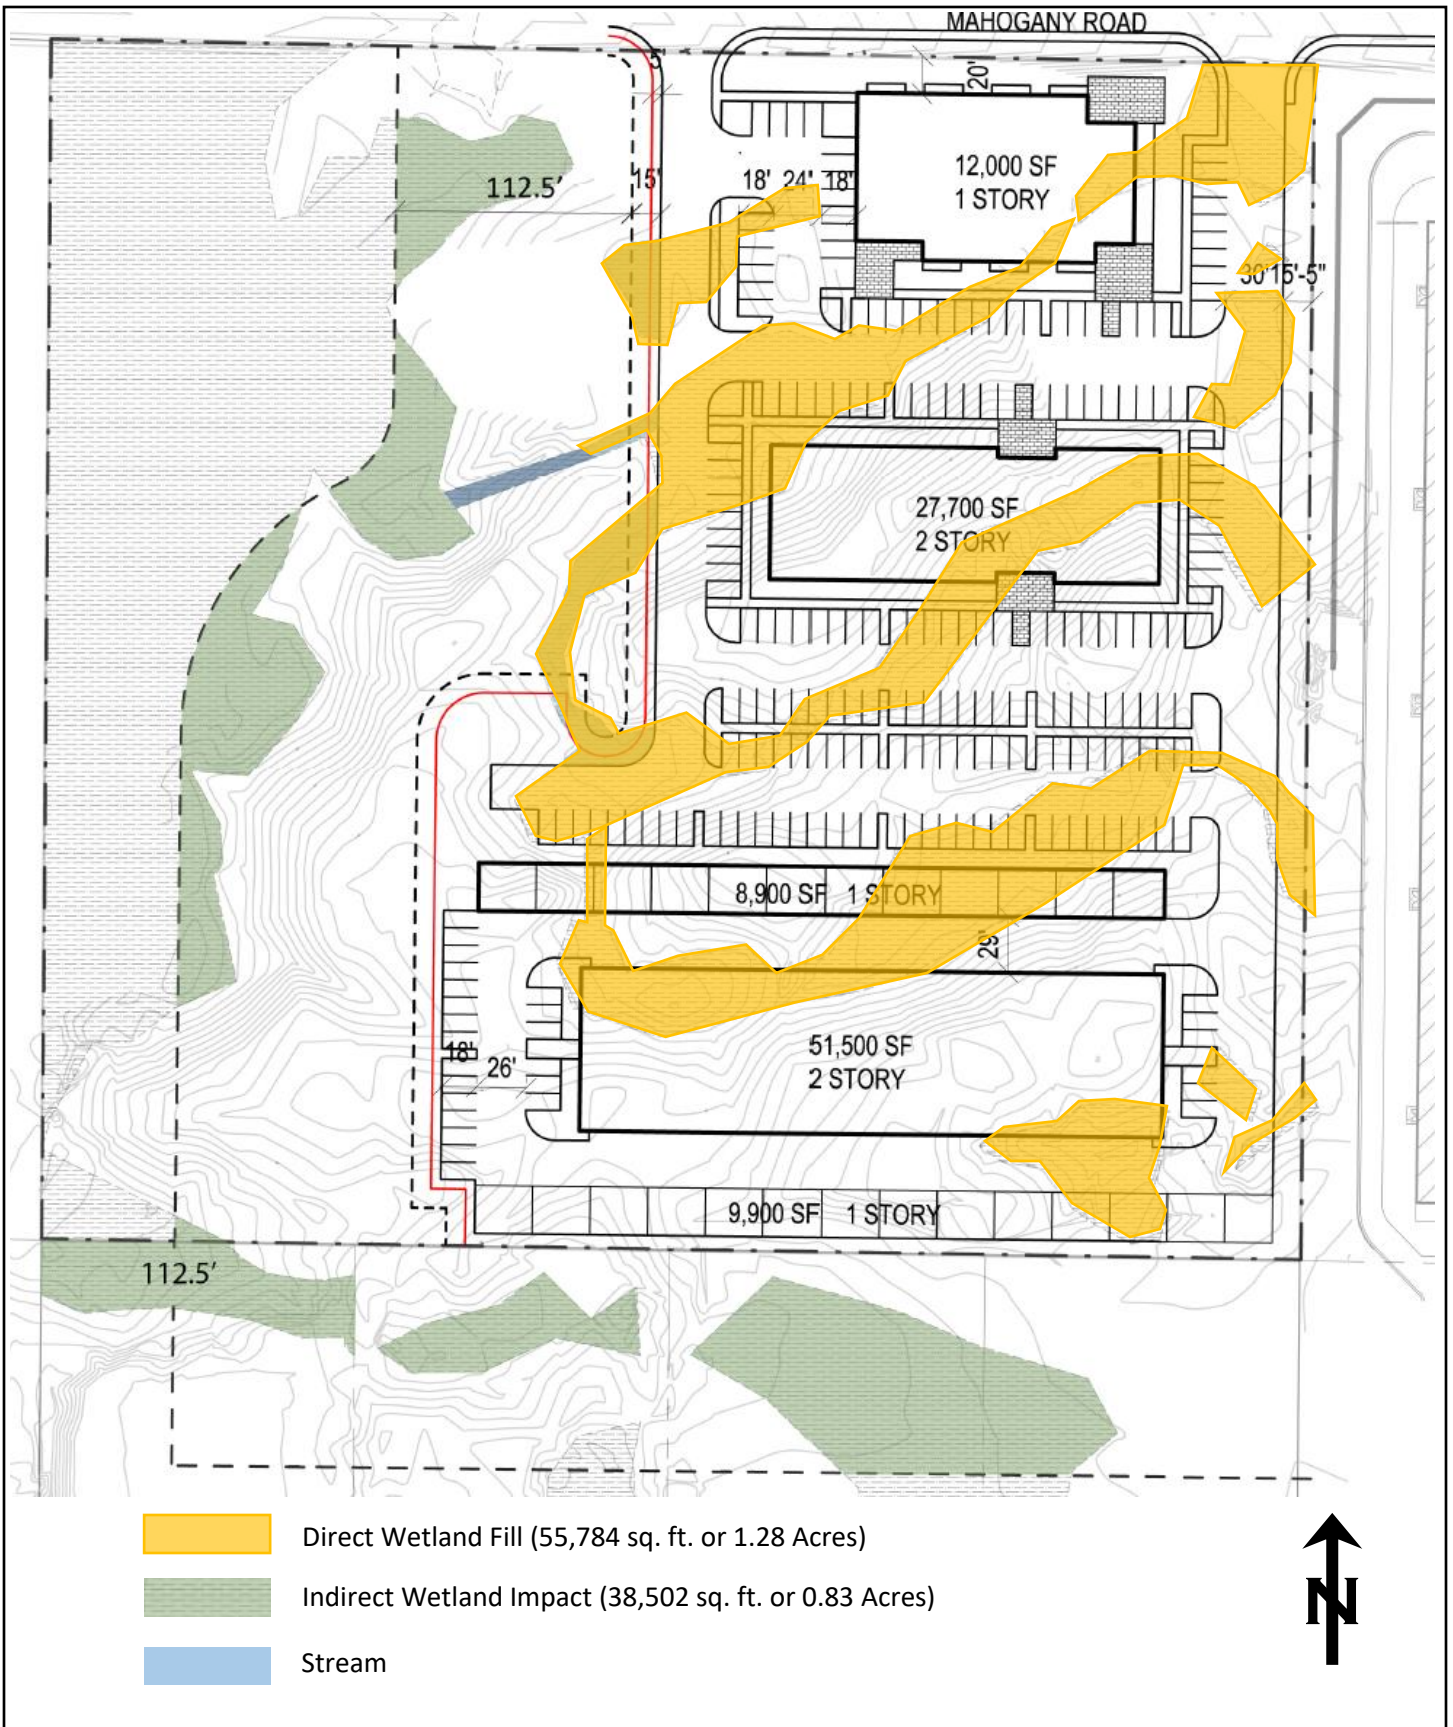 MAHOGANY ROAD
5'
20'
12,000 SF
1 STORY
112.5'
15'
18'
24'
18'
30'
15'-5"
27,700 SF
2 STORY
8,900 SF 1 STORY
29'
51,500 SF
2 STORY
18'
26'
9,900 SF 1 STORY
112.5'
Direct Wetland Fill (55,784 sq. ft. or 1.28 Acres)
Indirect Wetland Impact (38,502 sq. ft. or 0.83 Acres)
Stream
N